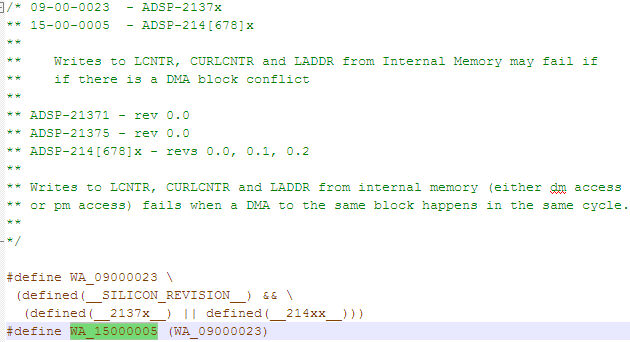 /* 09-00-0023  - ADSP-2137x
** 15-00-0005  - ADSP-214[678]x
**
**    Writes to LCNTR, CURLCNTR and LADDR from Internal Memory may fail if
**    if there is a DMA block conflict
**
** ADSP-21371 - rev 0.0
** ADSP-21375 - rev 0.0
** ADSP-214[678]x - revs 0.0, 0.1, 0.2
**
** Writes to LCNTR, CURLCNTR and LADDR from internal memory (either dm access
** or pm access) fails when a DMA to the same block happens in the same cycle.
**
*/
#define WA_09000023 \
 (defined(__SILICON_REVISION__) && \
  (defined(__2137x__) || defined(__214xx__)))
#define WA_15000005 (WA_09000023)